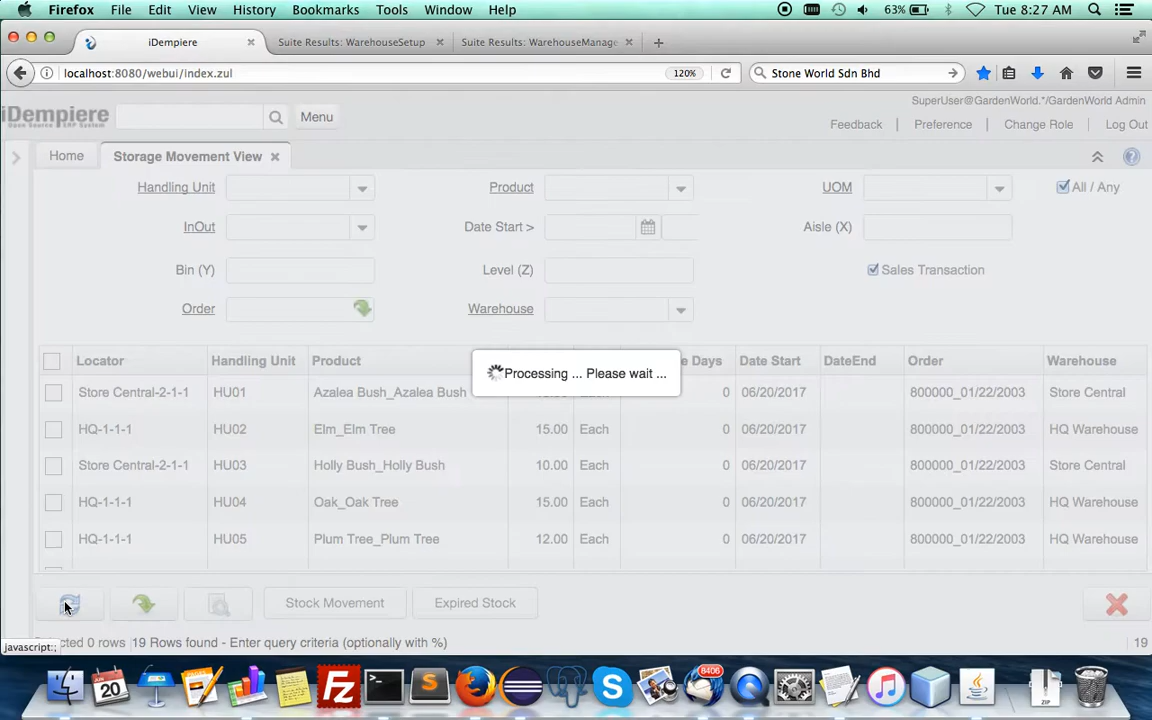 Firefox File Edit View History Bookmarks Tools Window Help 63% Tue 8:27 AM
iDempiere Suite Results: WarehouseSetup Suite Results: WarehouseManage
localhost:8080/webui/index.zul 120% Stone World Sdn Bhd
SuperUser@GardenWorld.*/GardenWorld Admin
iDempiere Menu
Feedback Preference Change Role Log Out
Home Storage Movement View
Handling Unit Product UOM All / Any
InOut Date Start > Aisle (X)
Bin (Y) Level (Z) Sales Transaction
Order Warehouse
Locator Handling Unit Product e Days Date Start DateEnd Order Warehouse
Processing ... Please wait ...
Store Central-2-1-1 HU01 Azalea Bush_Azalea Bush Each 0 06/20/2017 800000_01/22/2003 Store Central
HQ-1-1-1 HU02 Elm_Elm Tree 15.00 Each 0 06/20/2017 800000_01/22/2003 HQ Warehouse
Store Central-2-1-1 HU03 Holly Bush_Holly Bush 10.00 Each 0 06/20/2017 800000_01/22/2003 Store Central
HQ-1-1-1 HU04 Oak_Oak Tree 15.00 Each 0 06/20/2017 800000_01/22/2003 HQ Warehouse
HQ-1-1-1 HU05 Plum Tree_Plum Tree 12.00 Each 0 06/20/2017 800000_01/22/2003 HQ Warehouse
Stock Movement Expired Stock
javascript:; cted 0 rows 19 Rows found - Enter query criteria (optionally with %) 19
8406
20
ZIP